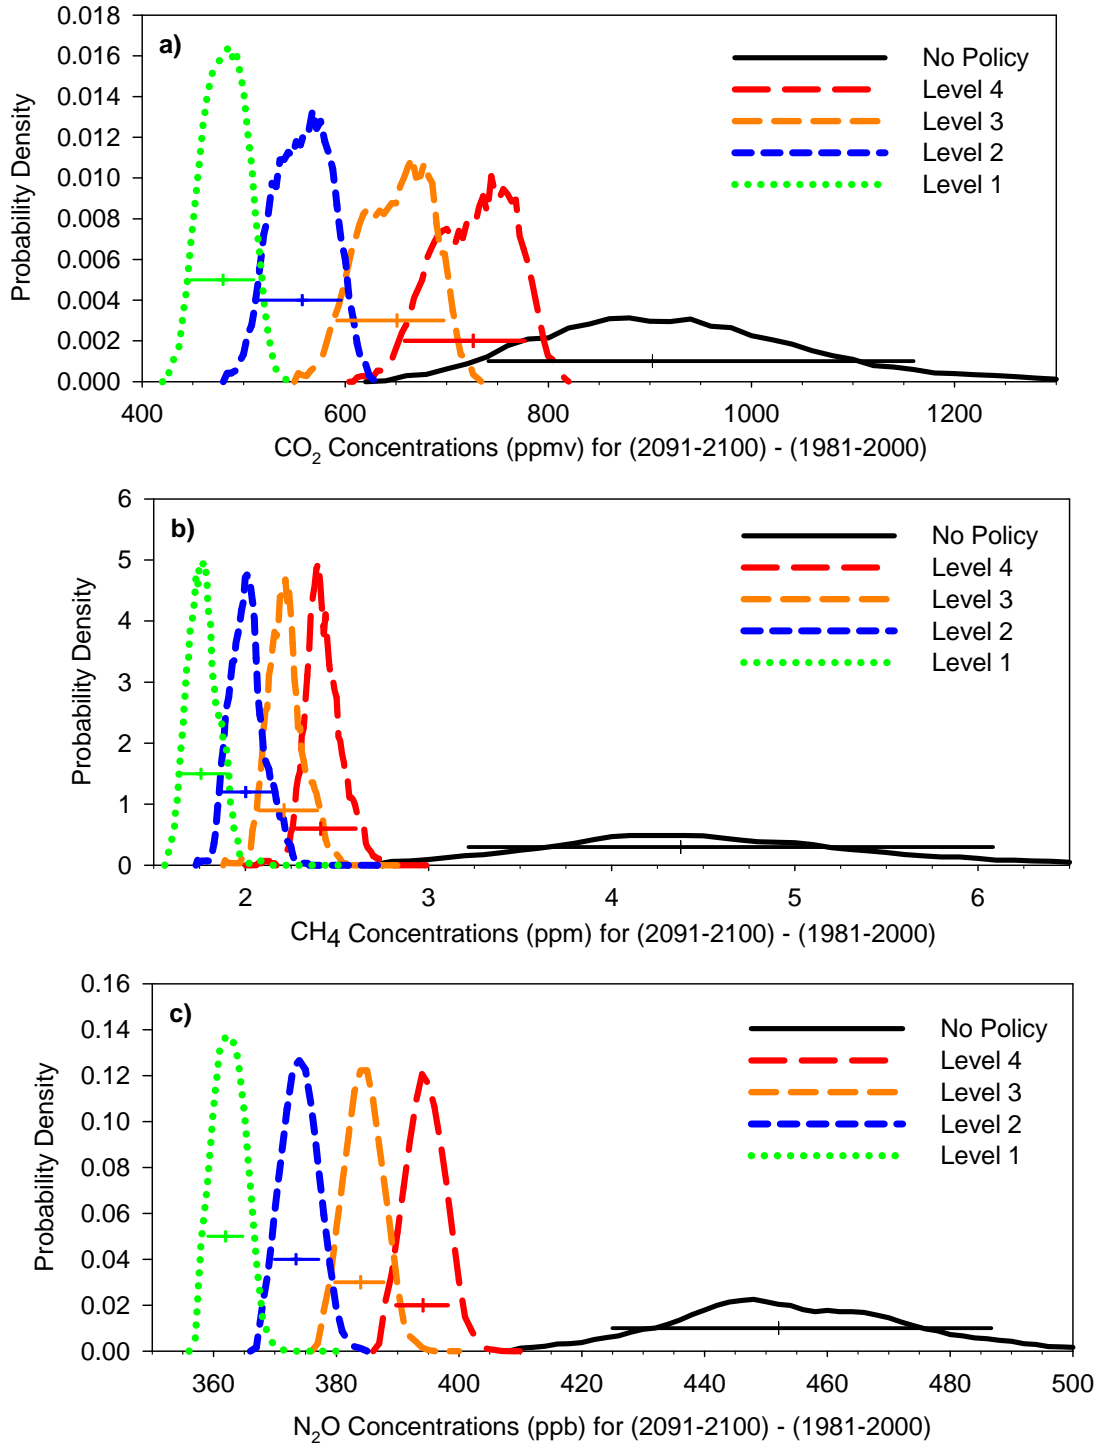 a)
No Policy
Level 4
Level 3
Level 2
Level 1
Probability Density
0.018
0.016
0.014
0.012
0.010
0.008
0.006
0.004
0.002
0.000
400 600 800 1000 1200
CO2 Concentrations (ppmv) for (2091-2100) - (1981-2000)
b)
No Policy
Level 4
Level 3
Level 2
Level 1
Probability Density
6
5
4
3
2
1
0
2 3 4 5 6
CH4 Concentrations (ppm) for (2091-2100) - (1981-2000)
c)
No Policy
Level 4
Level 3
Level 2
Level 1
Probability Density
0.16
0.14
0.12
0.10
0.08
0.06
0.04
0.02
0.00
360 380 400 420 440 460 480 500
N2O Concentrations (ppb) for (2091-2100) - (1981-2000)